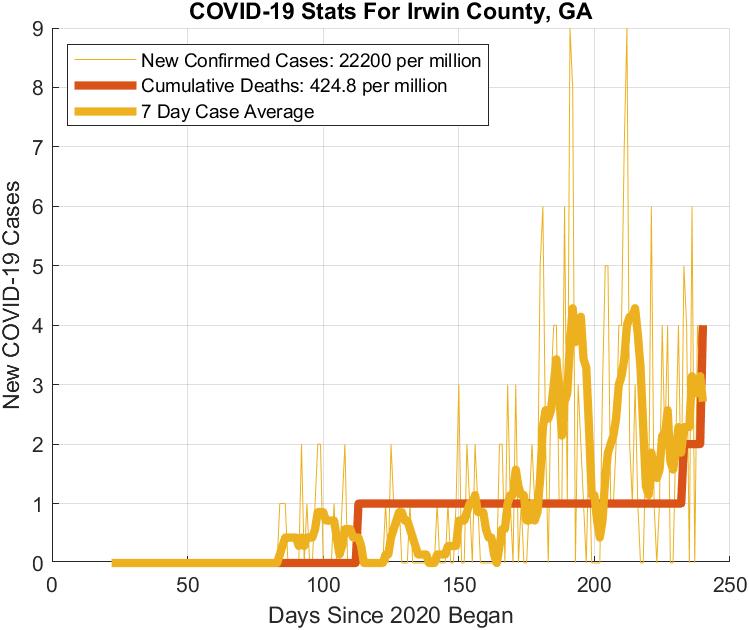 COVID-19 Stats For Irwin County, GA
New Confirmed Cases: 22200 per million
Cumulative Deaths: 424.8 per million
7 Day Case Average
New COVID-19 Cases
9
8
7
6
5
4
3
2
1
0
0 50 100 150 200 250
Days Since 2020 Began